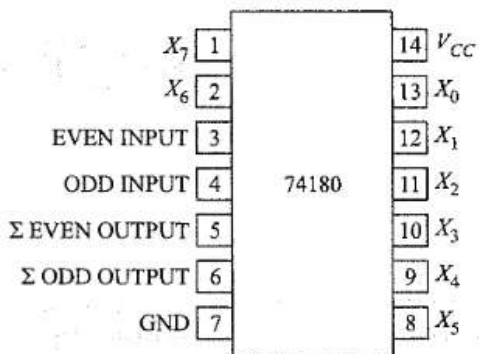 X₇ 1 14 V_CC
X₆ 2 13 X₀
EVEN INPUT 3 12 X₁
ODD INPUT 4 74180 11 X₂
Σ EVEN OUTPUT 5 10 X₃
Σ ODD OUTPUT 6 9 X₄
GND 7 8 X₅